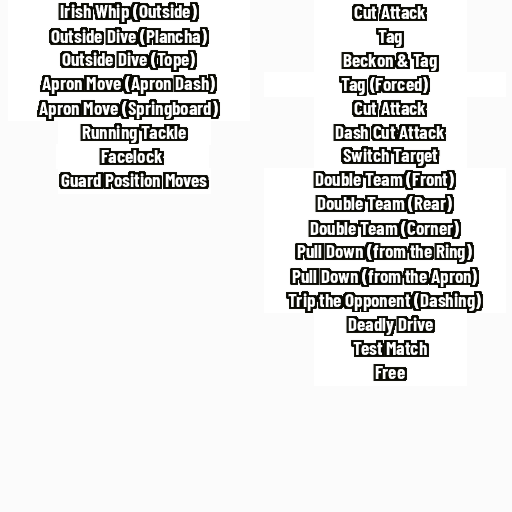 Irish Whip (Outside)
Outside Dive (Plancha)
Outside Dive (Tope)
Apron Move (Apron Dash)
Apron Move (Springboard)
Running Tackle
Facelock
Guard Position Moves
Cut Attack
Tag
Beckon & Tag
Tag (Forced)
Cut Attack
Dash Cut Attack
Switch Target
Double Team (Front)
Double Team (Rear)
Double Team (Corner)
Pull Down (from the Ring)
Pull Down (from the Apron)
Trip the Opponent (Dashing)
Deadly Drive
Test Match
Free